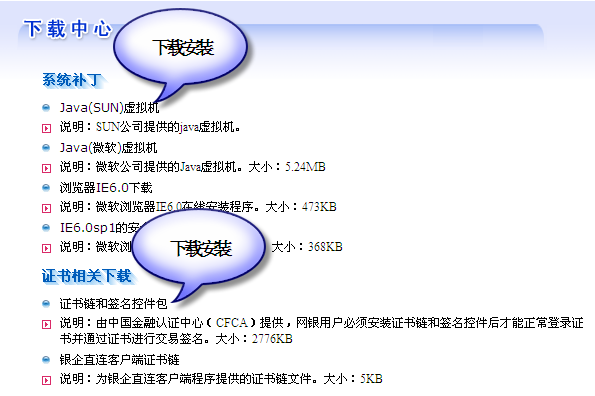 下载中心
下载安装
系统补丁
Java(SUN)虚拟机
说明：SUN公司提供的java虚拟机。
Java(微软)虚拟机
说明：微软公司提供的Java虚拟机。大小：5.24MB
浏览器IE6.0下载
说明：微软浏览器IE6.0在线安装程序。大小：473KB
IE6.0sp1的安
说明：微软浏
大小：368KB
下载安装
证书相关下载
证书链和签名控件包
说明：由中国金融认证中心（CFCA）提供，网银用户必须安装证书链和签名控件后才能正常登录证
书并通过证书进行交易签名。大小：2776KB
银企直连客户端证书链
说明：为银企直连客户端程序提供的证书链文件。大小：5KB